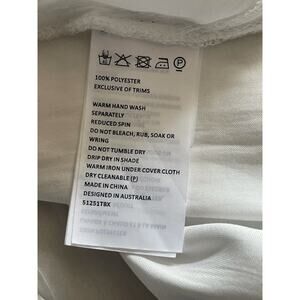 100% POLYESTER
EXCLUSIVE OF TRIMS
WARM HAND WASH
SEPARATELY
REDUCED SPIN
DO NOT BLEACH, RUB, SOAK OR
WRING
DO NOT TUMBLE DRY
DRIP DRY IN SHADE
WARM IRON UNDER COVER CLOTH
DRY CLEANABLE (P)
MADE IN CHINA
DESIGNED IN AUSTRALIA
51251TBX